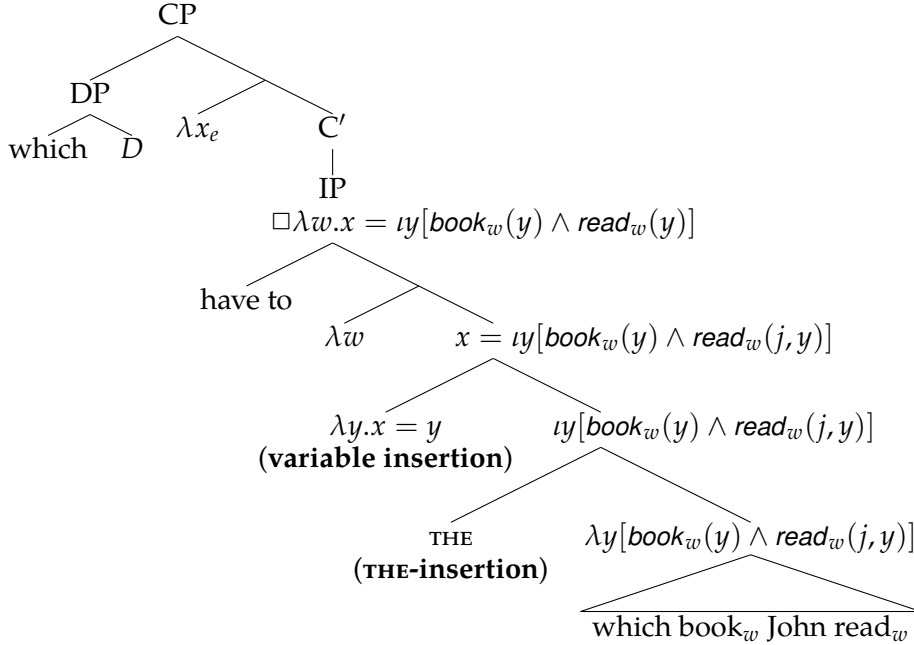 CP
DP
which D λxₑ C′
IP
□λw.x = ιy[book_w(y) ∧ read_w(y)]
have to
λw x = ιy[book_w(y) ∧ read_w(j, y)]
λy.x = y ιy[book_w(y) ∧ read_w(j, y)]
(variable insertion)
THE λy[book_w(y) ∧ read_w(j, y)]
(THE-insertion)
which book_w John read_w